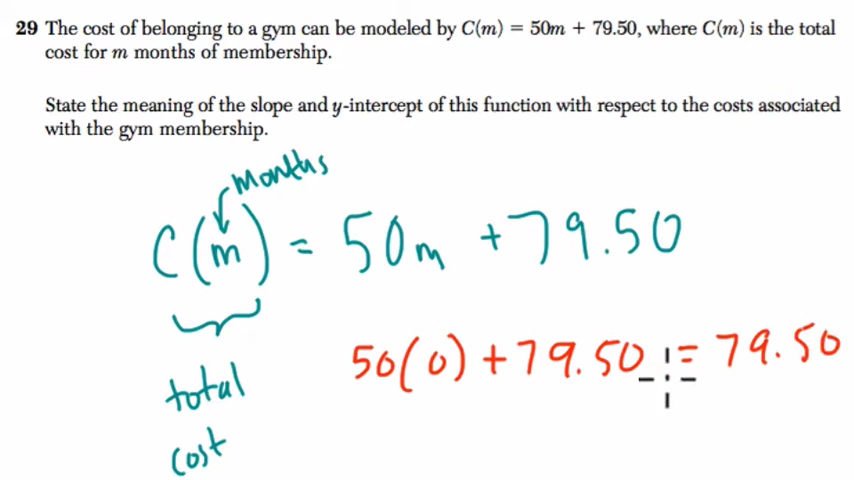 29 The cost of belonging to a gym can be modeled by C(m) = 50m + 79.50, where C(m) is the total
cost for m months of membership.
State the meaning of the slope and y-intercept of this function with respect to the costs associated
with the gym membership.
months
C(m) = 50m + 79.50
50(0) + 79.50 = 79.50
total
cost